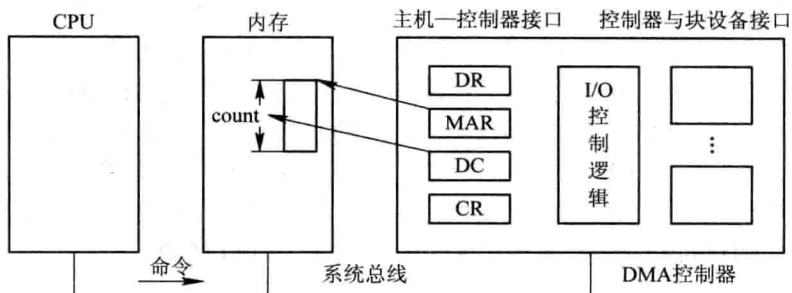 CPU
内存
主机—控制器接口
控制器与块设备接口
count
DR
MAR
DC
CR
I/O
控
制
逻
辑
⋯
命令
系统总线
DMA控制器